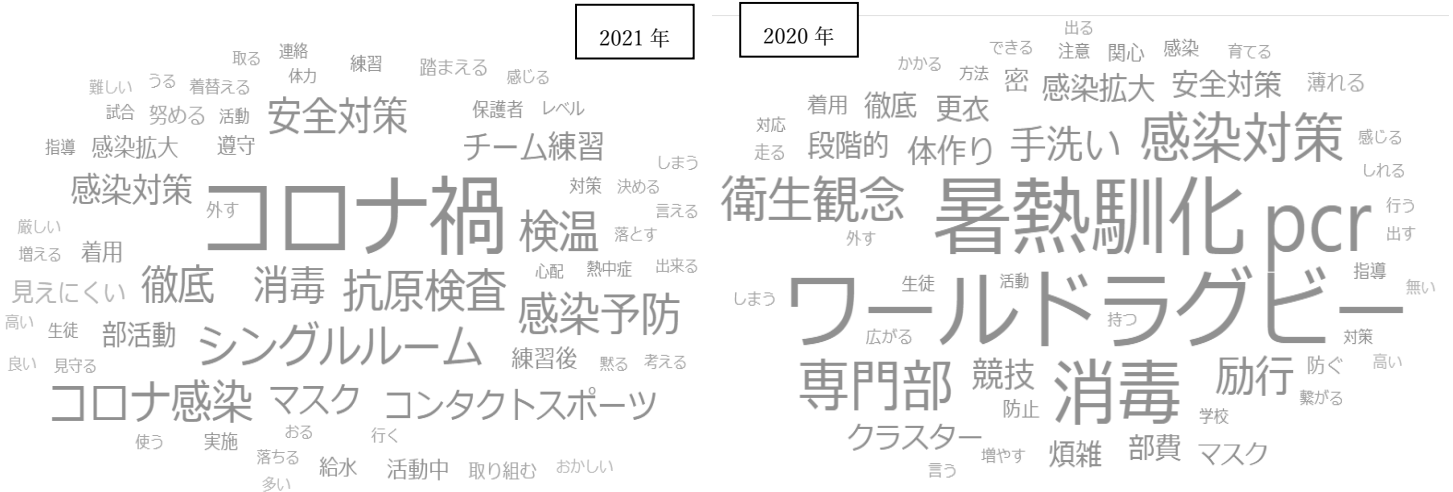 2021 年
取る 連絡 練習 踏まえる 感じる
体力
難しい うる 着替える
試合 努める 活動 安全対策 保護者 レベル
指導 感染拡大 遵守 チーム練習 しまう
感染対策 外す コロナ禍 対策 決める
言える
厳しい 検温 落とす
増える 着用
心配 熱中症 出来る
見えにくい 徹底 消毒 抗原検査 感染予防
高い 生徒 部活動 シングルルーム 練習後
良い 見守る 黙る 考える
コロナ感染 マスク コンタクトスポーツ
使う 実施 おる 行く
落ちる 給水 活動中 取り組む おかしい
多い
2020 年
出る
できる 注意 関心 感染 育てる
かかる 方法 密 感染拡大 安全対策 薄れる
着用 徹底 更衣
対応 段階的 体作り 手洗い 感染対策 感じる
走る
しれる
衛生観念 暑熱馴化 pcr 行う
外す 出す
生徒 活動 指導 無い
しまう ワールドラグビー
持つ
広がる 対策
専門部 競技 消毒 励行 防ぐ 高い
防止 学校 繋がる
クラスター 増やす 煩雑 部費 マスク
言う